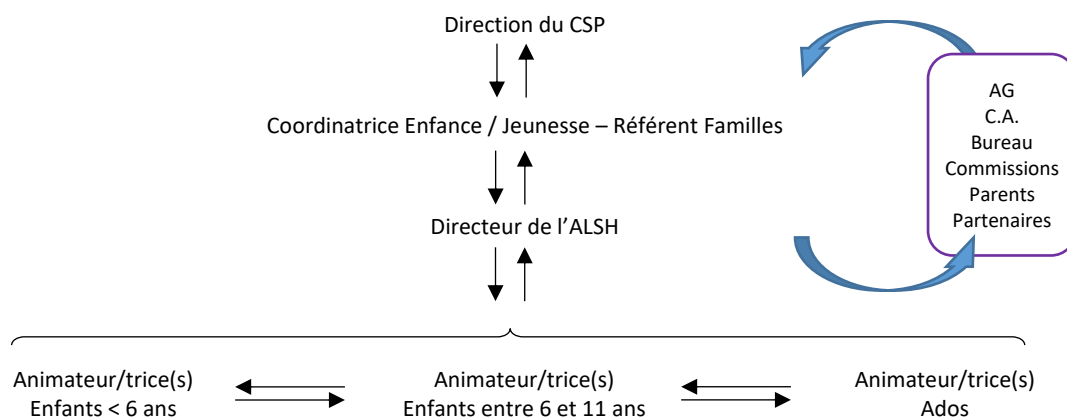 Direction du CSP
Coordinatrice Enfance / Jeunesse – Référent Familles
Directeur de l’ALSH
AG
C.A.
Bureau
Commissions
Parents
Partenaires
Animateur/trice(s)
Enfants < 6 ans
Animateur/trice(s)
Enfants entre 6 et 11 ans
Animateur/trice(s)
Ados